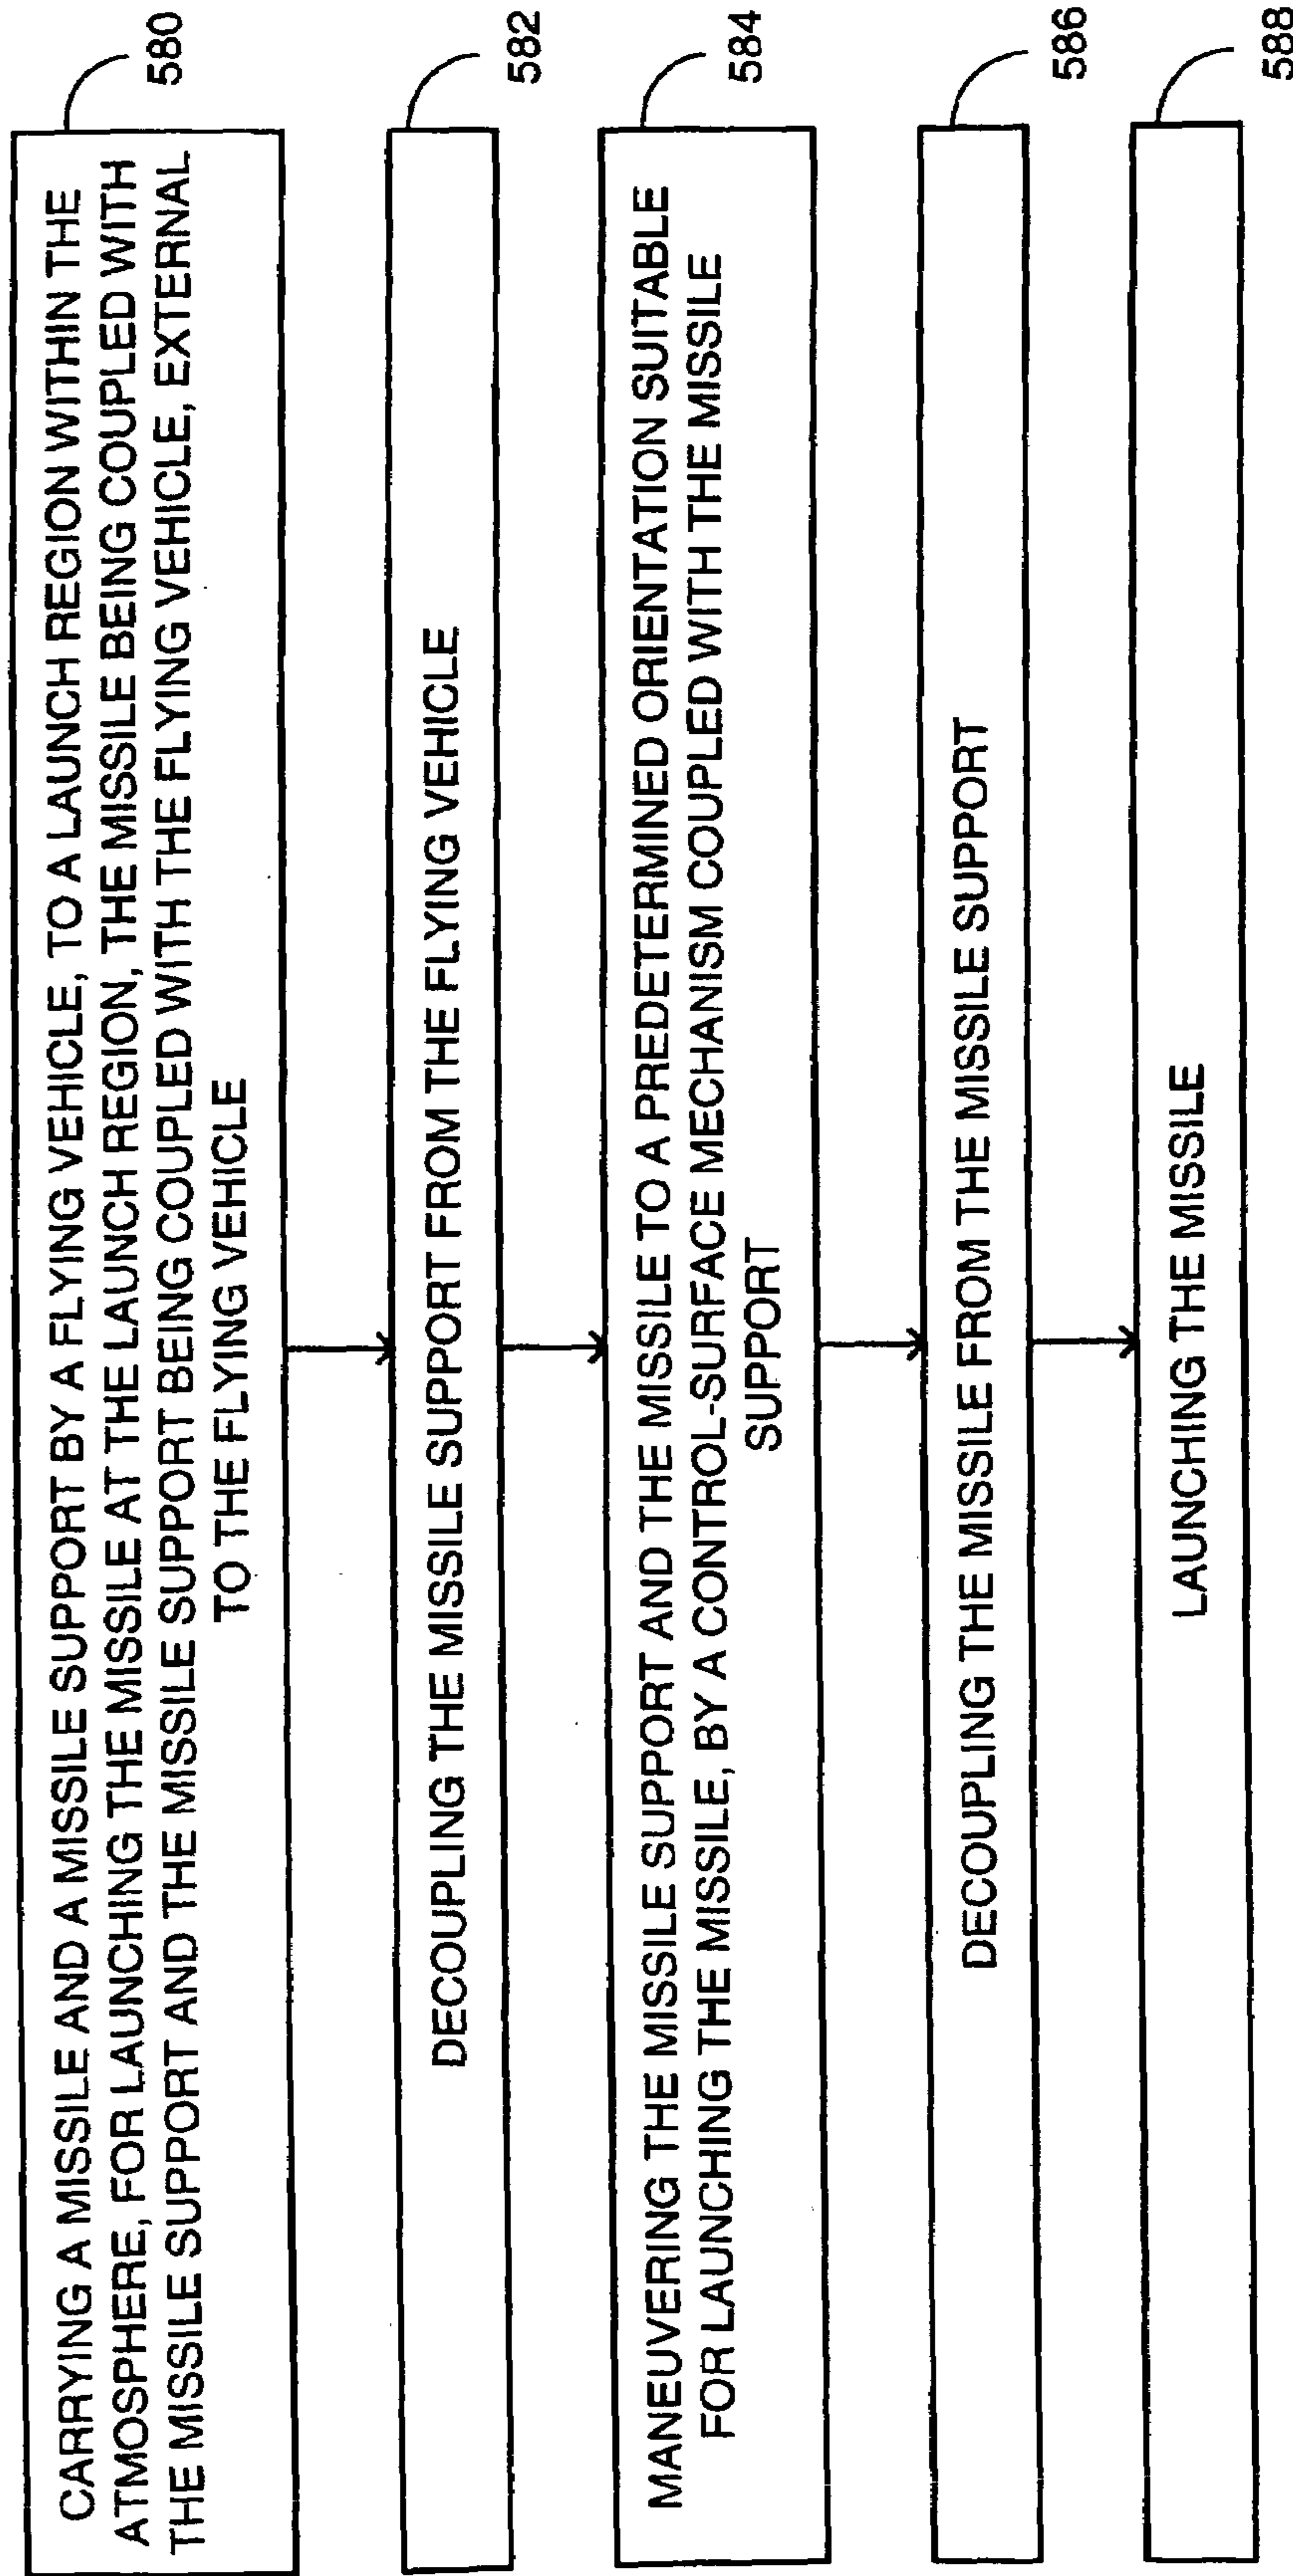 CARRYING A MISSILE AND A MISSILE SUPPORT BY A FLYING VEHICLE, TO A LAUNCH REGION WITHIN THE
ATMOSPHERE, FOR LAUNCHING THE MISSILE AT THE LAUNCH REGION, THE MISSILE BEING COUPLED WITH
THE MISSILE SUPPORT AND THE MISSILE SUPPORT BEING COUPLED WITH THE FLYING VEHICLE, EXTERNAL
TO THE FLYING VEHICLE
580
DECOUPLING THE MISSILE SUPPORT FROM THE FLYING VEHICLE
582
MANEUVERING THE MISSILE SUPPORT AND THE MISSILE TO A PREDETERMINED ORIENTATION SUITABLE
FOR LAUNCHING THE MISSILE, BY A CONTROL-SURFACE MECHANISM COUPLED WITH THE MISSILE
SUPPORT
584
DECOUPLING THE MISSILE FROM THE MISSILE SUPPORT
586
LAUNCHING THE MISSILE
588